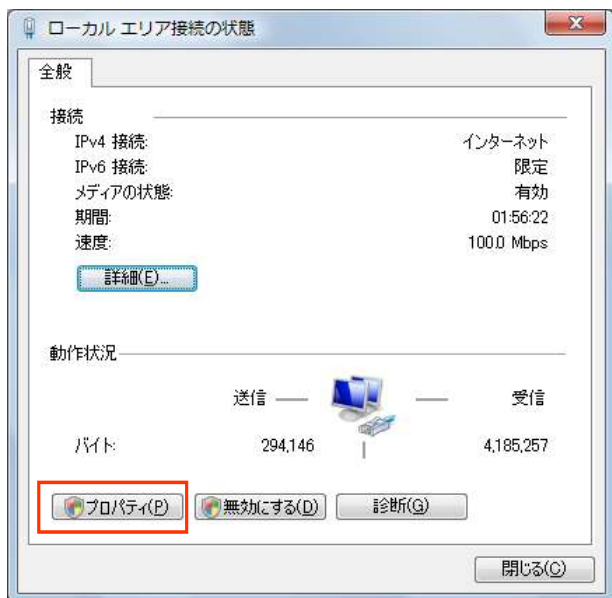 ローカル エリア接続の状態
全般
接続
IPv4 接続: インターネット
IPv6 接続: 限定
メディアの状態: 有効
期間: 01:56:22
速度: 100.0 Mbps
詳細(E)...
動作状況
送信 受信
バイト: 294,146 4,185,257
プロパティ(P) 無効にする(D) 診断(G)
閉じる(C)